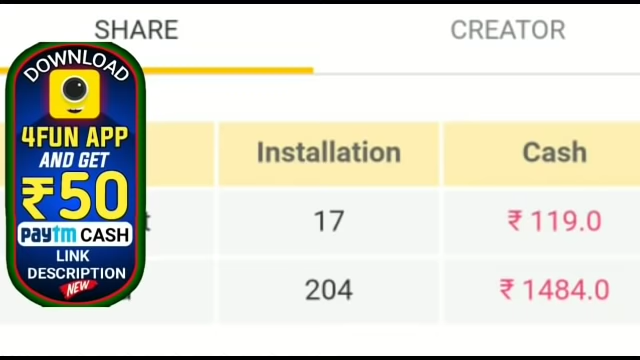 SHARE
CREATOR
DOWNLOAD
4FUN APP
AND GET
₹50
Paytm CASH
LINK
DESCRIPTION
NEW
Installation
Cash
17
₹ 119.0
204
₹ 1484.0